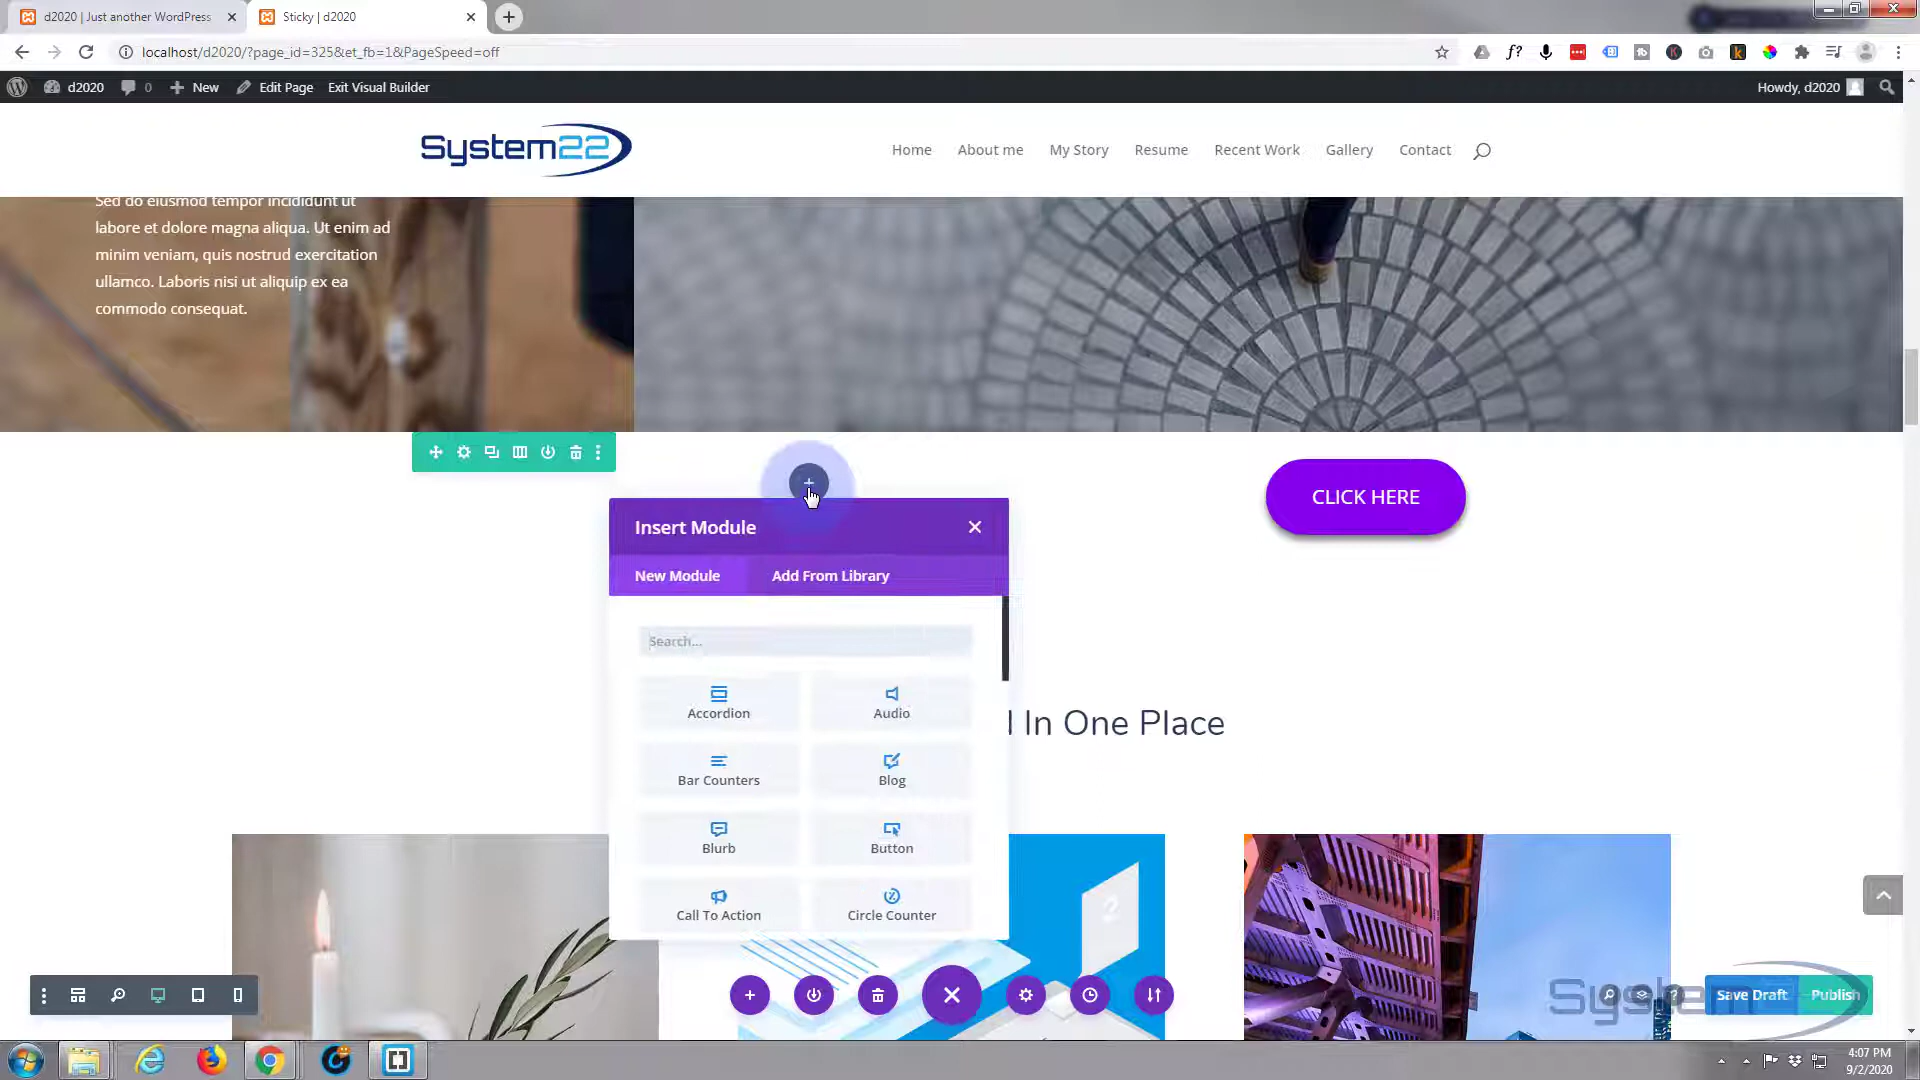 d2020 | Just another WordPress
Sticky | d2020
localhost/d2020/?page_id=325&et_fb=1&PageSpeed=off
d2020
0
New
Edit Page
Exit Visual Builder
Howdy, d2020
System22
Home
About me
My Story
Resume
Recent Work
Gallery
Contact
Sed do eiusmod tempor incididunt ut
labore et dolore magna aliqua. Ut enim ad
minim veniam, quis nostrud exercitation
ullamco. Laboris nisi ut aliquip ex ea
commodo consequat.
CLICK HERE
Insert Module
New Module
Add From Library
Search...
Accordion
Audio
Bar Counters
Blog
Blurb
Button
Call To Action
Circle Counter
In One Place
System
Save Draft
Publish
4:07 PM
9/2/2020